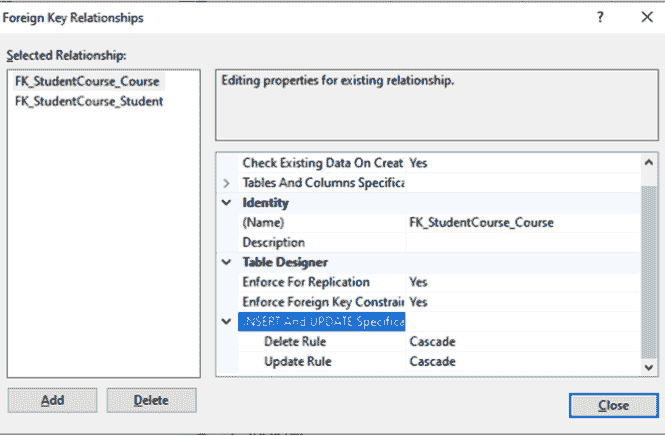 Foreign Key Relationships
?
Selected Relationship:
FK_StudentCourse_Course
FK_StudentCourse_Student
Editing properties for existing relationship.
Check Existing Data On Creat Yes
Tables And Columns Specifica
Identity
(Name) FK_StudentCourse_Course
Description
Table Designer
Enforce For Replication Yes
Enforce Foreign Key Constrain Yes
INSERT And UPDATE Specifica
Delete Rule Cascade
Update Rule Cascade
Add Delete
Close